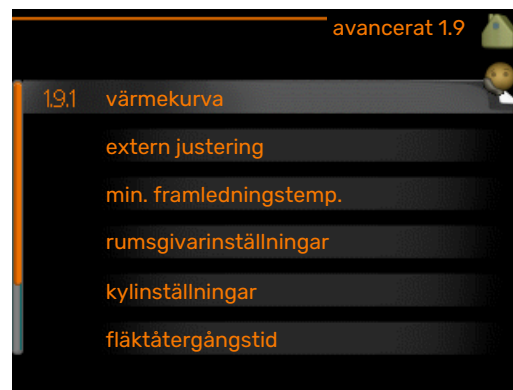 avancerat 1.9
1.9.1 värmekurva
extern justering
min. framledningstemp.
rumsgivarinställningar
kylinställningar
fläktåtergångstid